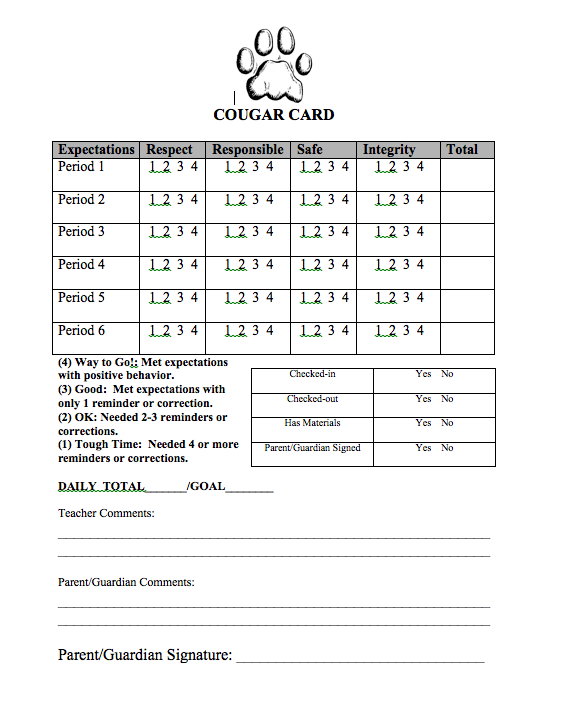 COUGAR CARD
Expectations Respect Responsible Safe Integrity Total
Period 1 1 2 3 4 1 2 3 4 1 2 3 4 1 2 3 4
Period 2 1 2 3 4 1 2 3 4 1 2 3 4 1 2 3 4
Period 3 1 2 3 4 1 2 3 4 1 2 3 4 1 2 3 4
Period 4 1 2 3 4 1 2 3 4 1 2 3 4 1 2 3 4
Period 5 1 2 3 4 1 2 3 4 1 2 3 4 1 2 3 4
Period 6 1 2 3 4 1 2 3 4 1 2 3 4 1 2 3 4
(4) Way to Go!: Met expectations
with positive behavior.
(3) Good: Met expectations with
only 1 reminder or correction.
(2) OK: Needed 2-3 reminders or
corrections.
(1) Tough Time: Needed 4 or more
reminders or corrections.
Checked-in Yes No
Checked-out Yes No
Has Materials Yes No
Parent/Guardian Signed Yes No
DAILY TOTAL______/GOAL_______
Teacher Comments:
Parent/Guardian Comments:
Parent/Guardian Signature: ______________________________